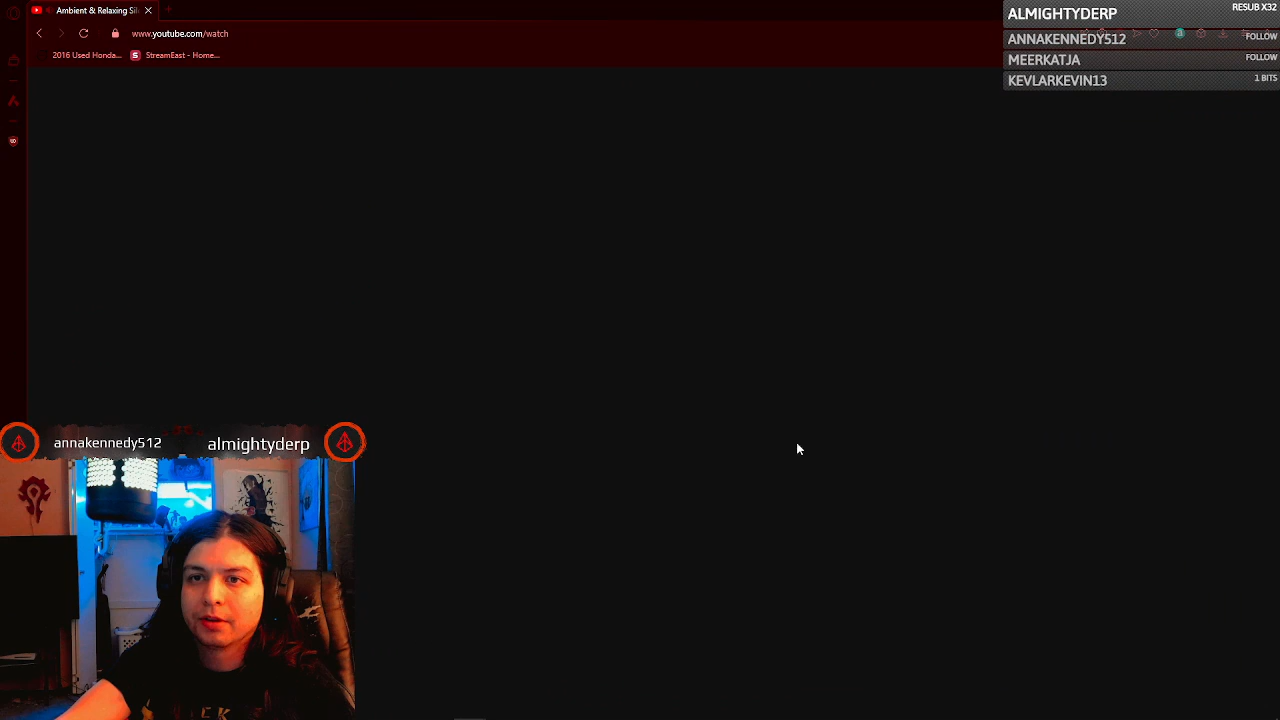 Ambient & Relaxing Sil
www.youtube.com/watch
2016 Used Honda...
StreamEast - Home...
ALMIGHTYDERP
RESUB X32
ANNAKENNEDY512
FOLLOW
MEERKATJA
FOLLOW
KEVLARKEVIN13
1 BITS
annakennedy512
almightyderp